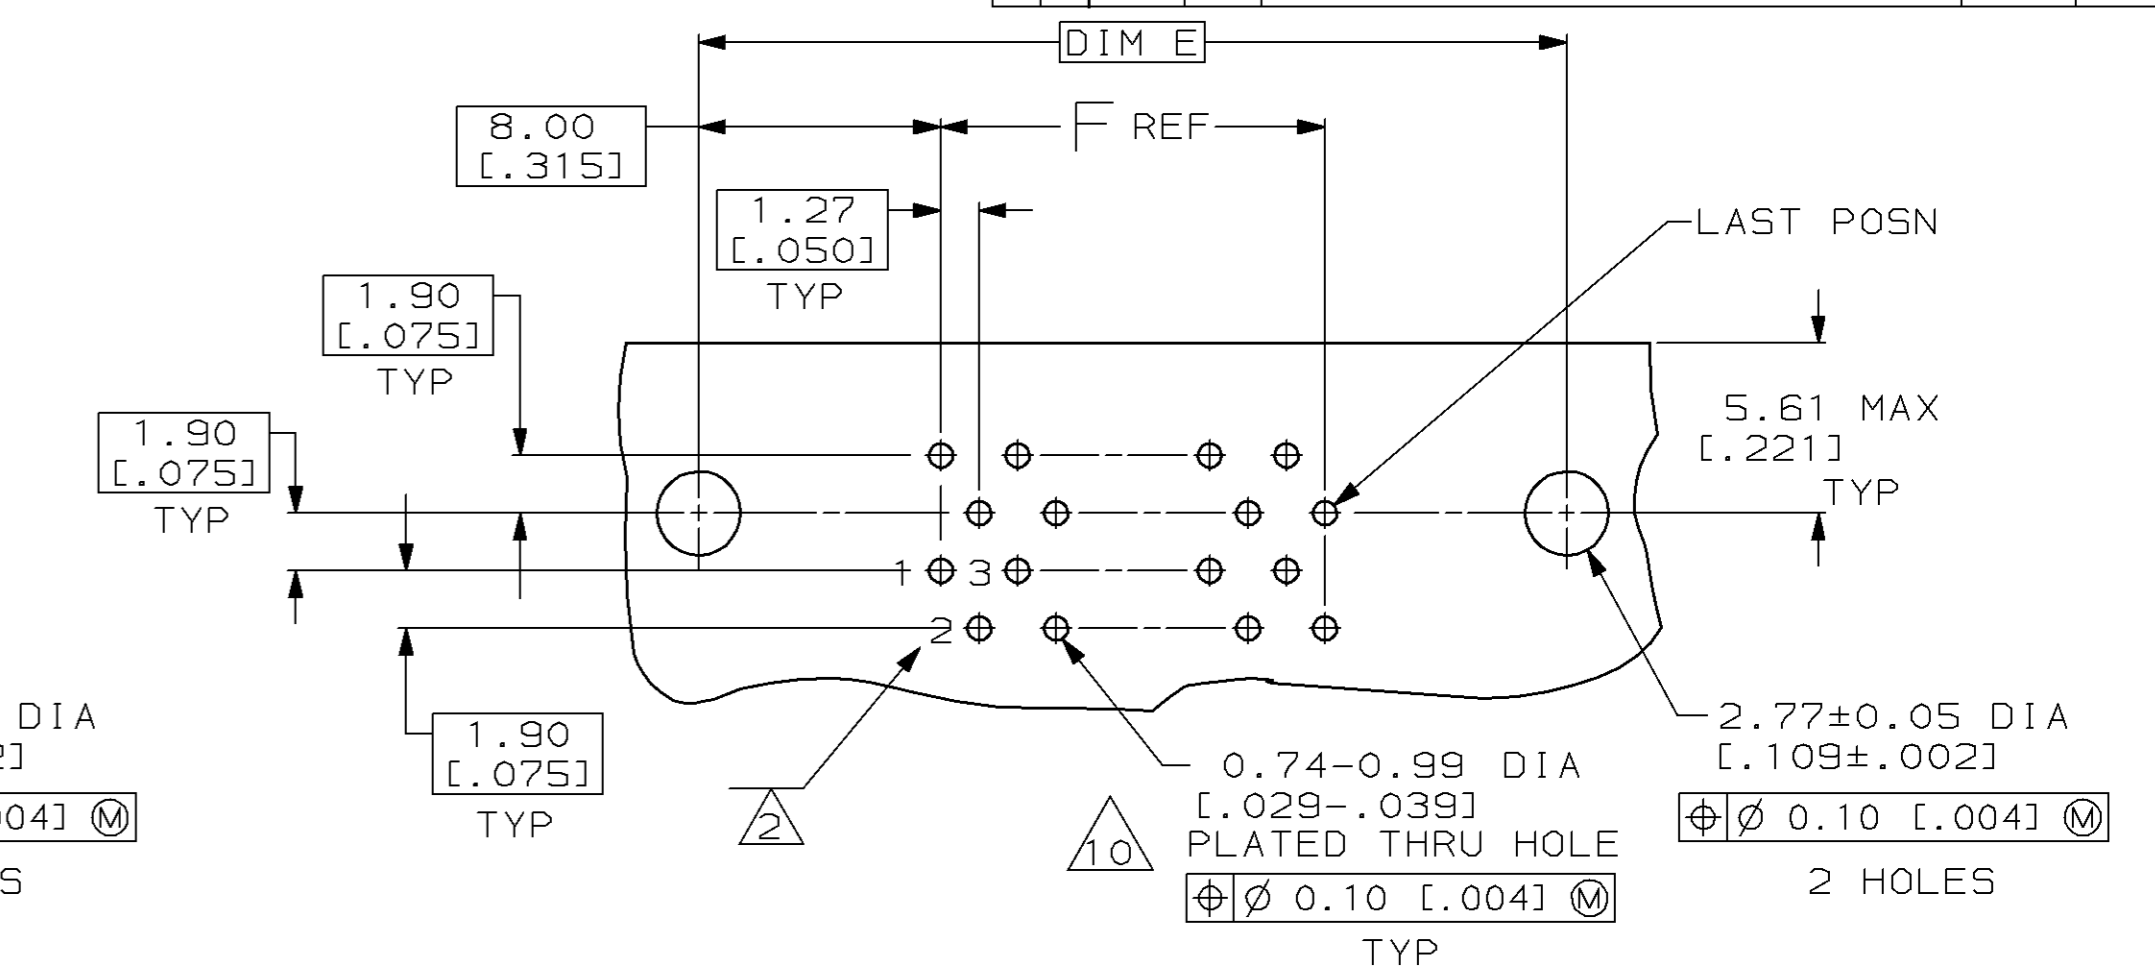 DIM E
8.00
[.315]
F REF
1.27
[.050]
TYP
LAST POSN
1.90
[.075]
TYP
1.90
[.075]
TYP
5.61 MAX
[.221]
TYP
1 3
2
1.90
[.075]
TYP
2
0.74-0.99 DIA
[.029-.039]
10
PLATED THRU HOLE
⌖ Ø 0.10 [.004] Ⓜ
TYP
2.77±0.05 DIA
[.109±.002]
⌖ Ø 0.10 [.004] Ⓜ
2 HOLES
DIA
2]
004] Ⓜ
S